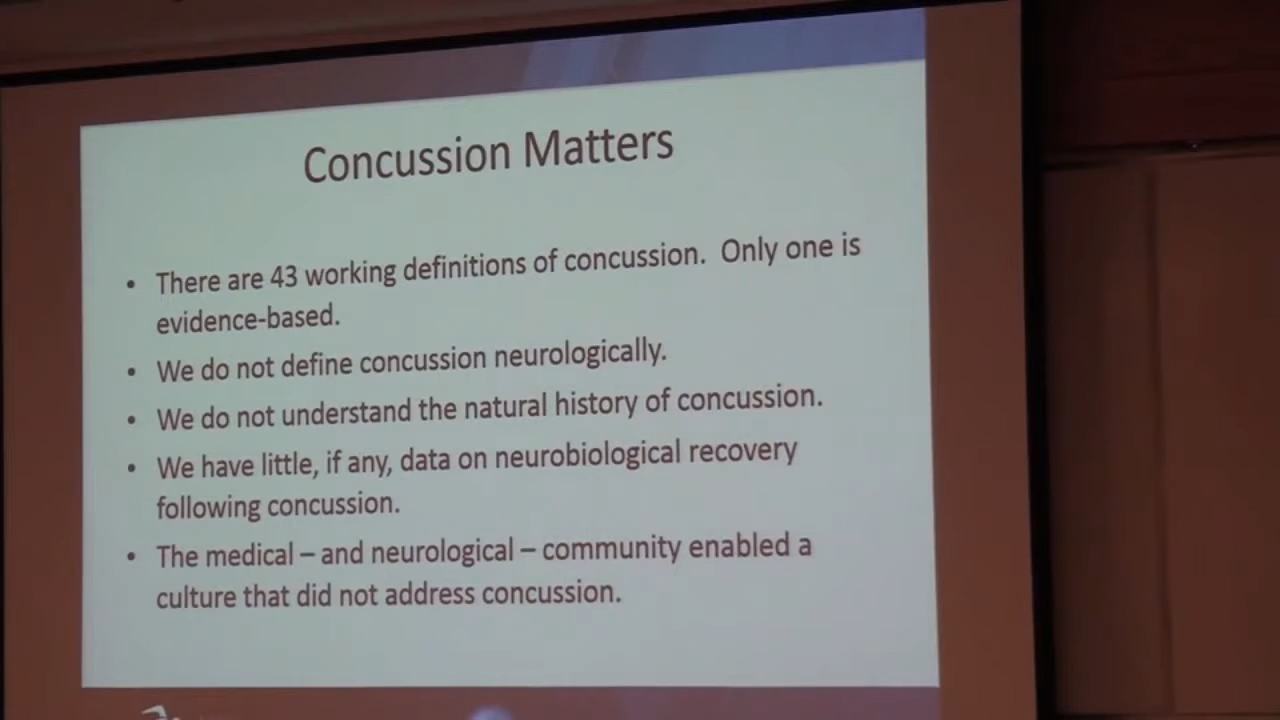 Concussion Matters
• There are 43 working definitions of concussion. Only one is
evidence-based.
• We do not define concussion neurologically.
• We do not understand the natural history of concussion.
• We have little, if any, data on neurobiological recovery
following concussion.
• The medical – and neurological – community enabled a
culture that did not address concussion.